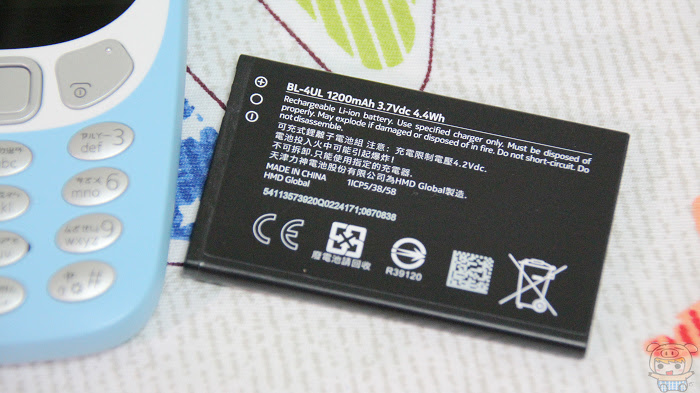 BL-4UL 1200mAh 3.7Vdc 4.4Wh
Rechargeable Li-ion battery. Use specified charger only. Must be disposed of
properly. May explode if damaged or disposed of in fire. Do not short-circuit. Do
not disassemble.
可充式鋰離子電池組 注意: 充電限制電壓4.2Vdc.
電池投入火中可能引起爆炸!
不可拆卸,只能使用指定的充電器.
天津力神電池股份有限公司為HMD Global製造.
MADE IN CHINA 1ICP5/38/58
HMD Global
54113573920Q0224171;0670838
CE
廢電池請回收
R39120
3
def
abc
6
mno
9
wxyz
#